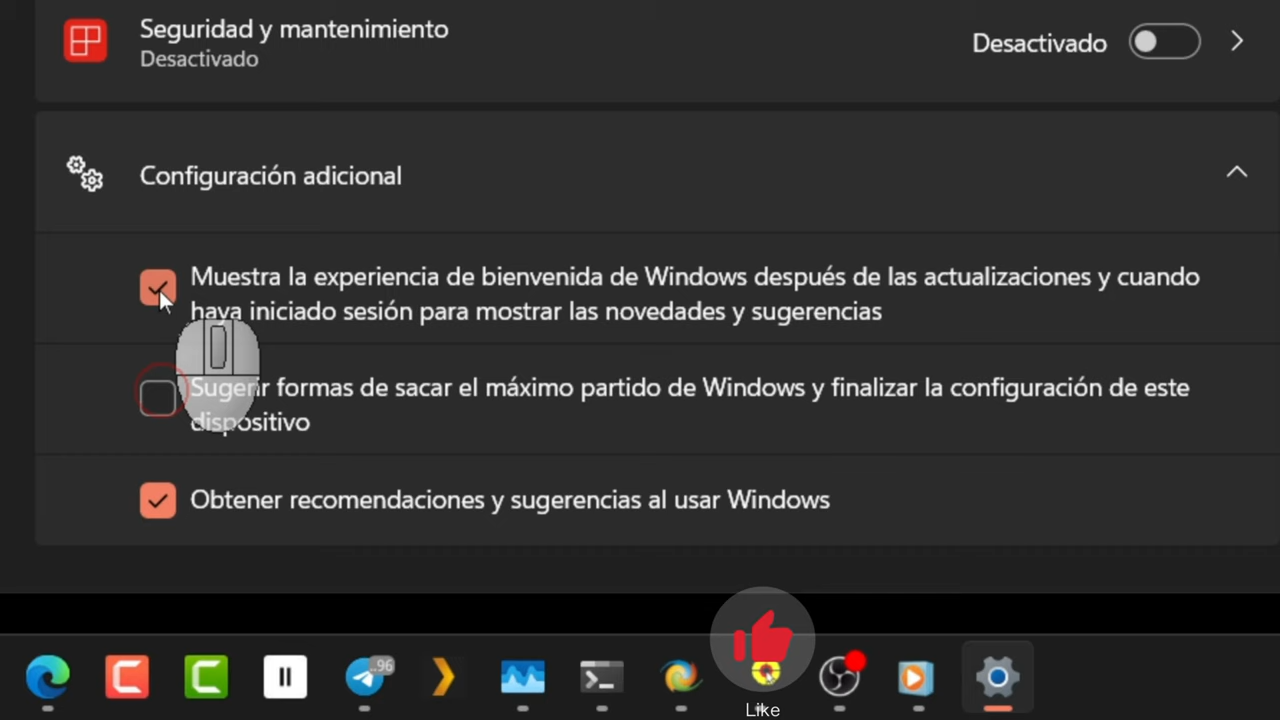 Seguridad y mantenimiento
Desactivado
Desactivado
Configuración adicional
Muestra la experiencia de bienvenida de Windows después de las actualizaciones y cuando
haya iniciado sesión para mostrar las novedades y sugerencias
Sugerir formas de sacar el máximo partido de Windows y finalizar la configuración de este
dispositivo
Obtener recomendaciones y sugerencias al usar Windows
96
Like